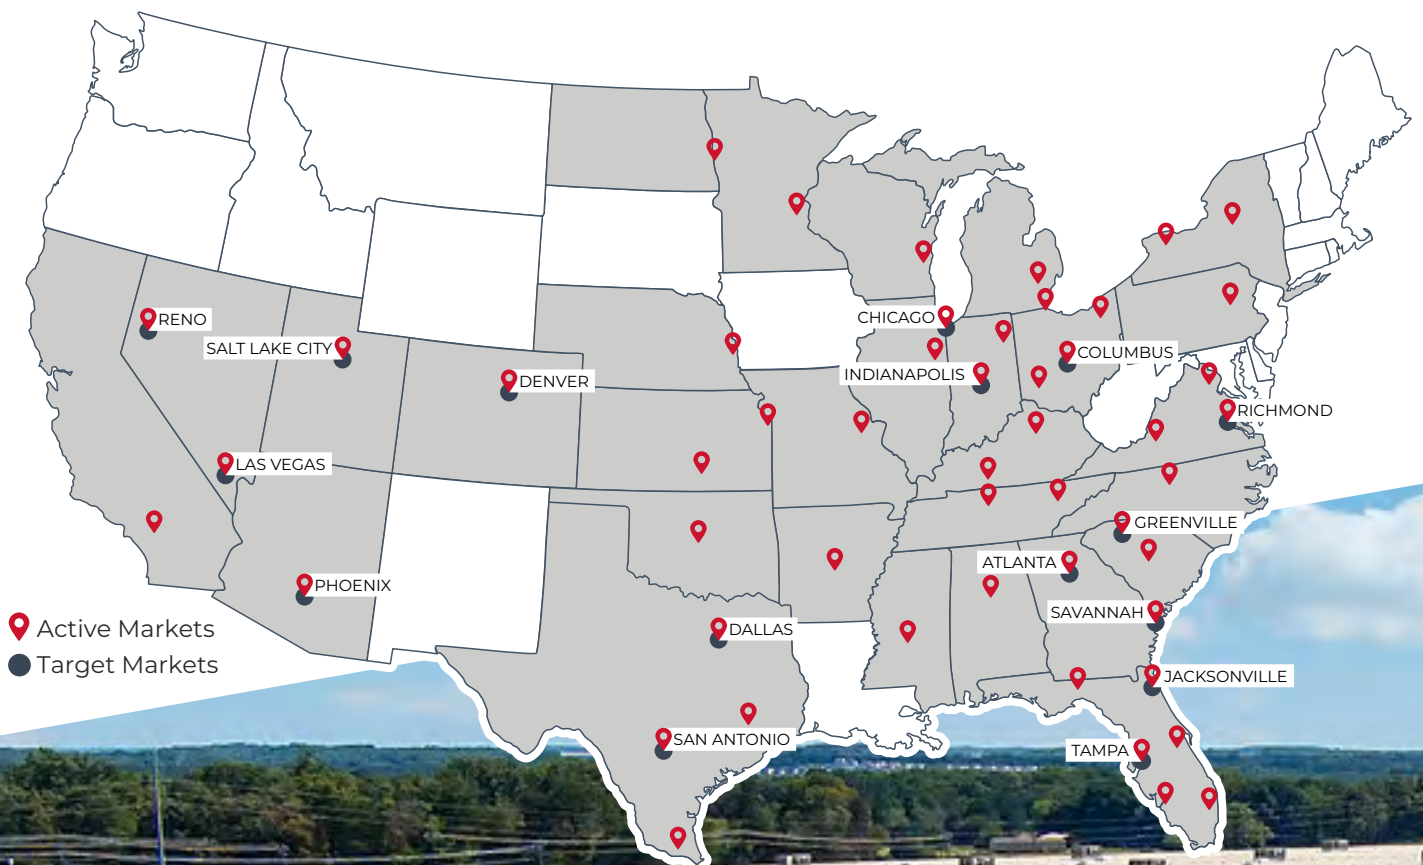 RENO
SALT LAKE CITY
DENVER
LAS VEGAS
PHOENIX
CHICAGO
INDIANAPOLIS
COLUMBUS
RICHMOND
GREENVILLE
ATLANTA
SAVANNAH
DALLAS
SAN ANTONIO
JACKSONVILLE
TAMPA
Active Markets
Target Markets